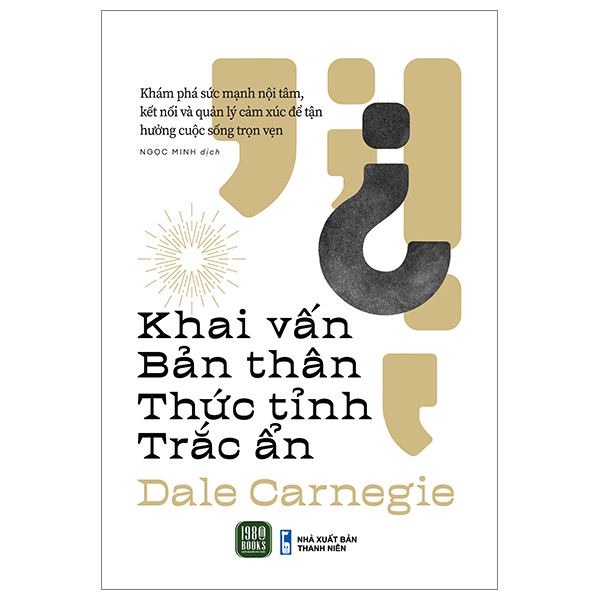 Khám phá sức mạnh nội tâm,
kết nối và quản lý cảm xúc để tận
hưởng cuộc sống trọn vẹn
NGỌC MINH dịch
Khai vấn
Bản thân
Thức tỉnh
Trắc ẩn
Dale Carnegie
1980
BOOKS
NHÀ XUẤT BẢN
THANH NIÊN